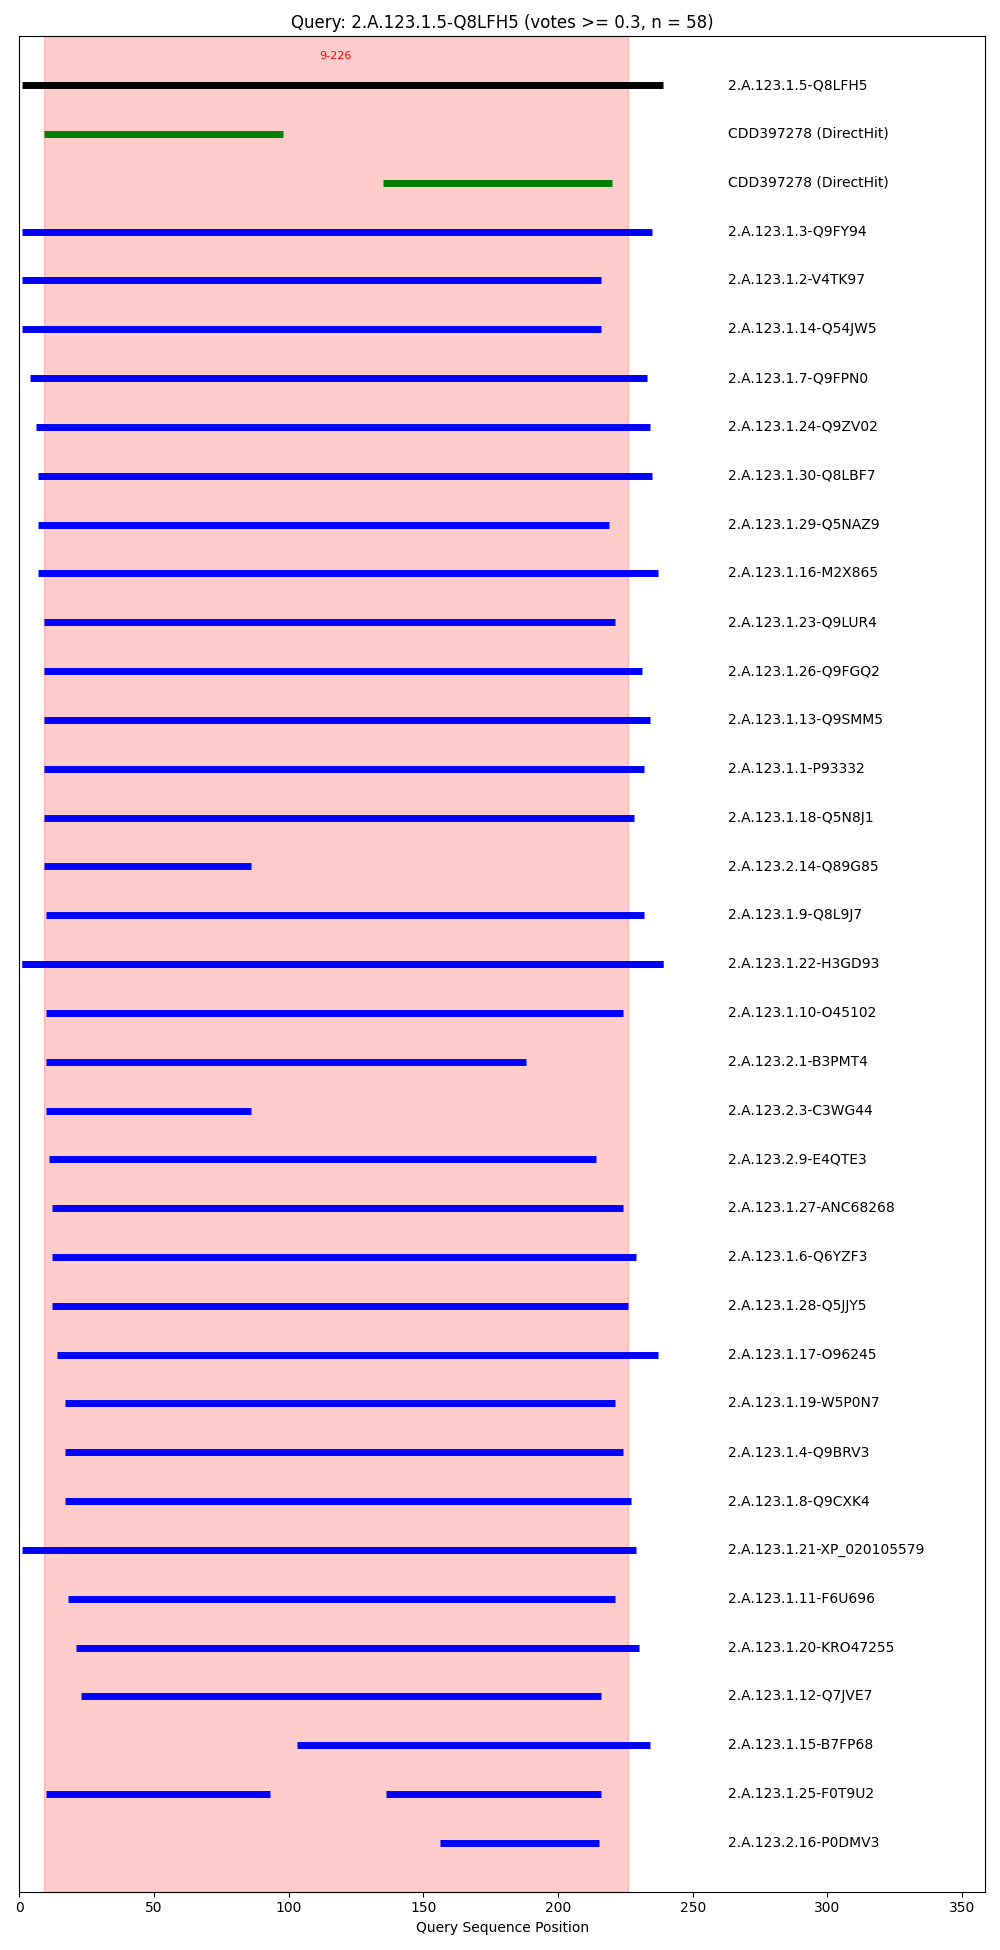 Query: 2.A.123.1.5-Q8LFH5 (votes >= 0.3, n = 58)
9-226
2.A.123.1.5-Q8LFH5
CDD397278 (DirectHit)
CDD397278 (DirectHit)
2.A.123.1.3-Q9FY94
2.A.123.1.2-V4TK97
2.A.123.1.14-Q54JW5
2.A.123.1.7-Q9FPN0
2.A.123.1.24-Q9ZV02
2.A.123.1.30-Q8LBF7
2.A.123.1.29-Q5NAZ9
2.A.123.1.16-M2X865
2.A.123.1.23-Q9LUR4
2.A.123.1.26-Q9FGQ2
2.A.123.1.13-Q9SMM5
2.A.123.1.1-P93332
2.A.123.1.18-Q5N8J1
2.A.123.2.14-Q89G85
2.A.123.1.9-Q8L9J7
2.A.123.1.22-H3GD93
2.A.123.1.10-O45102
2.A.123.2.1-B3PMT4
2.A.123.2.3-C3WG44
2.A.123.2.9-E4QTE3
2.A.123.1.27-ANC68268
2.A.123.1.6-Q6YZF3
2.A.123.1.28-Q5JJY5
2.A.123.1.17-O96245
2.A.123.1.19-W5P0N7
2.A.123.1.4-Q9BRV3
2.A.123.1.8-Q9CXK4
2.A.123.1.21-XP_020105579
2.A.123.1.11-F6U696
2.A.123.1.20-KRO47255
2.A.123.1.12-Q7JVE7
2.A.123.1.15-B7FP68
2.A.123.1.25-F0T9U2
2.A.123.2.16-P0DMV3
0 50 100 150 200 250 300 350
Query Sequence Position